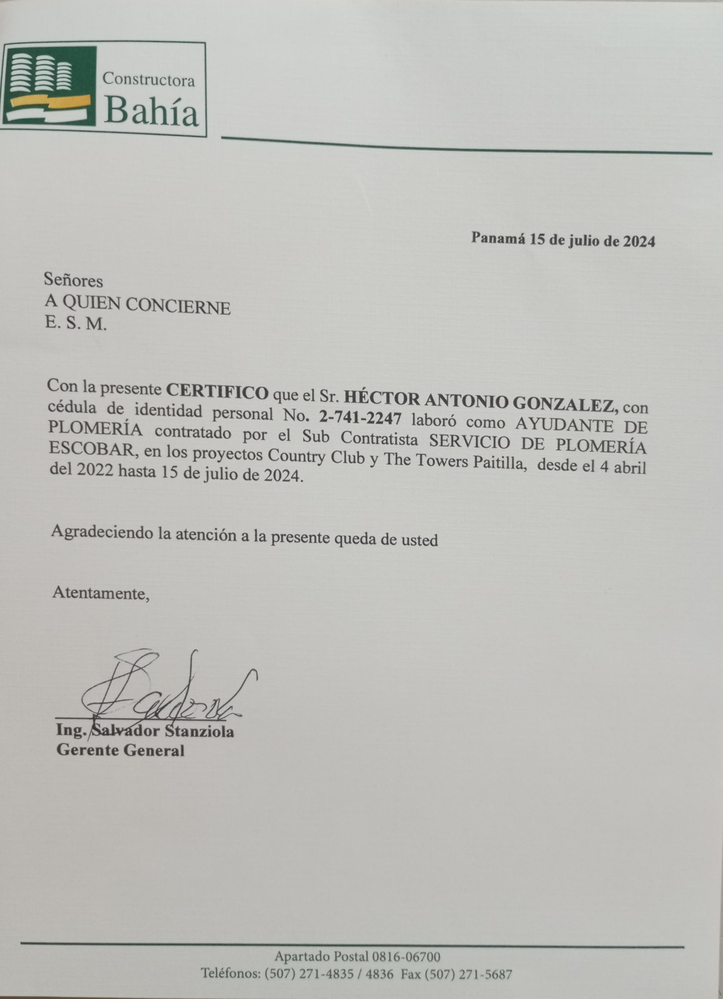 Constructora
Bahía
Panamá 15 de julio de 2024
Señores
A QUIEN CONCIERNE
E. S. M.
Con la presente CERTIFICO que el Sr. HÉCTOR ANTONIO GONZALEZ, con
cédula de identidad personal No. 2-741-2247 laboró como AYUDANTE DE
PLOMERÍA contratado por el Sub Contratista SERVICIO DE PLOMERÍA
ESCOBAR, en los proyectos Country Club y The Towers Paitilla, desde el 4 abril
del 2022 hasta 15 de julio de 2024.
Agradeciendo la atención a la presente queda de usted
Atentamente,
Ing. Salvador Stanziola
Gerente General
Apartado Postal 0816-06700
Teléfonos: (507) 271-4835 / 4836 Fax (507) 271-5687